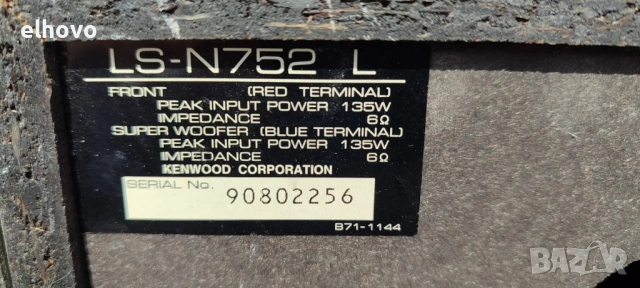 elhovo
LS-N752 L
FRONT (RED TERMINAL)
PEAK INPUT POWER 135W
IMPEDANCE 6Ω
SUPER WOOFER (BLUE TERMINAL)
PEAK INPUT POWER 135W
IMPEDANCE 6Ω
KENWOOD CORPORATION
SERIAL No. 90802256
B71-1144
BAZAR